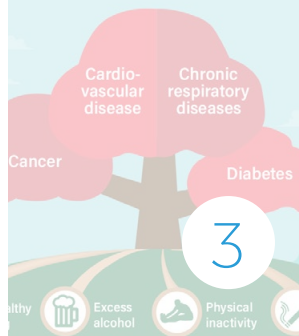 Cardio-
vascular
disease
Chronic
respiratory
diseases
Cancer
Diabetes
3
Excess
alcohol
Physical
inactivity